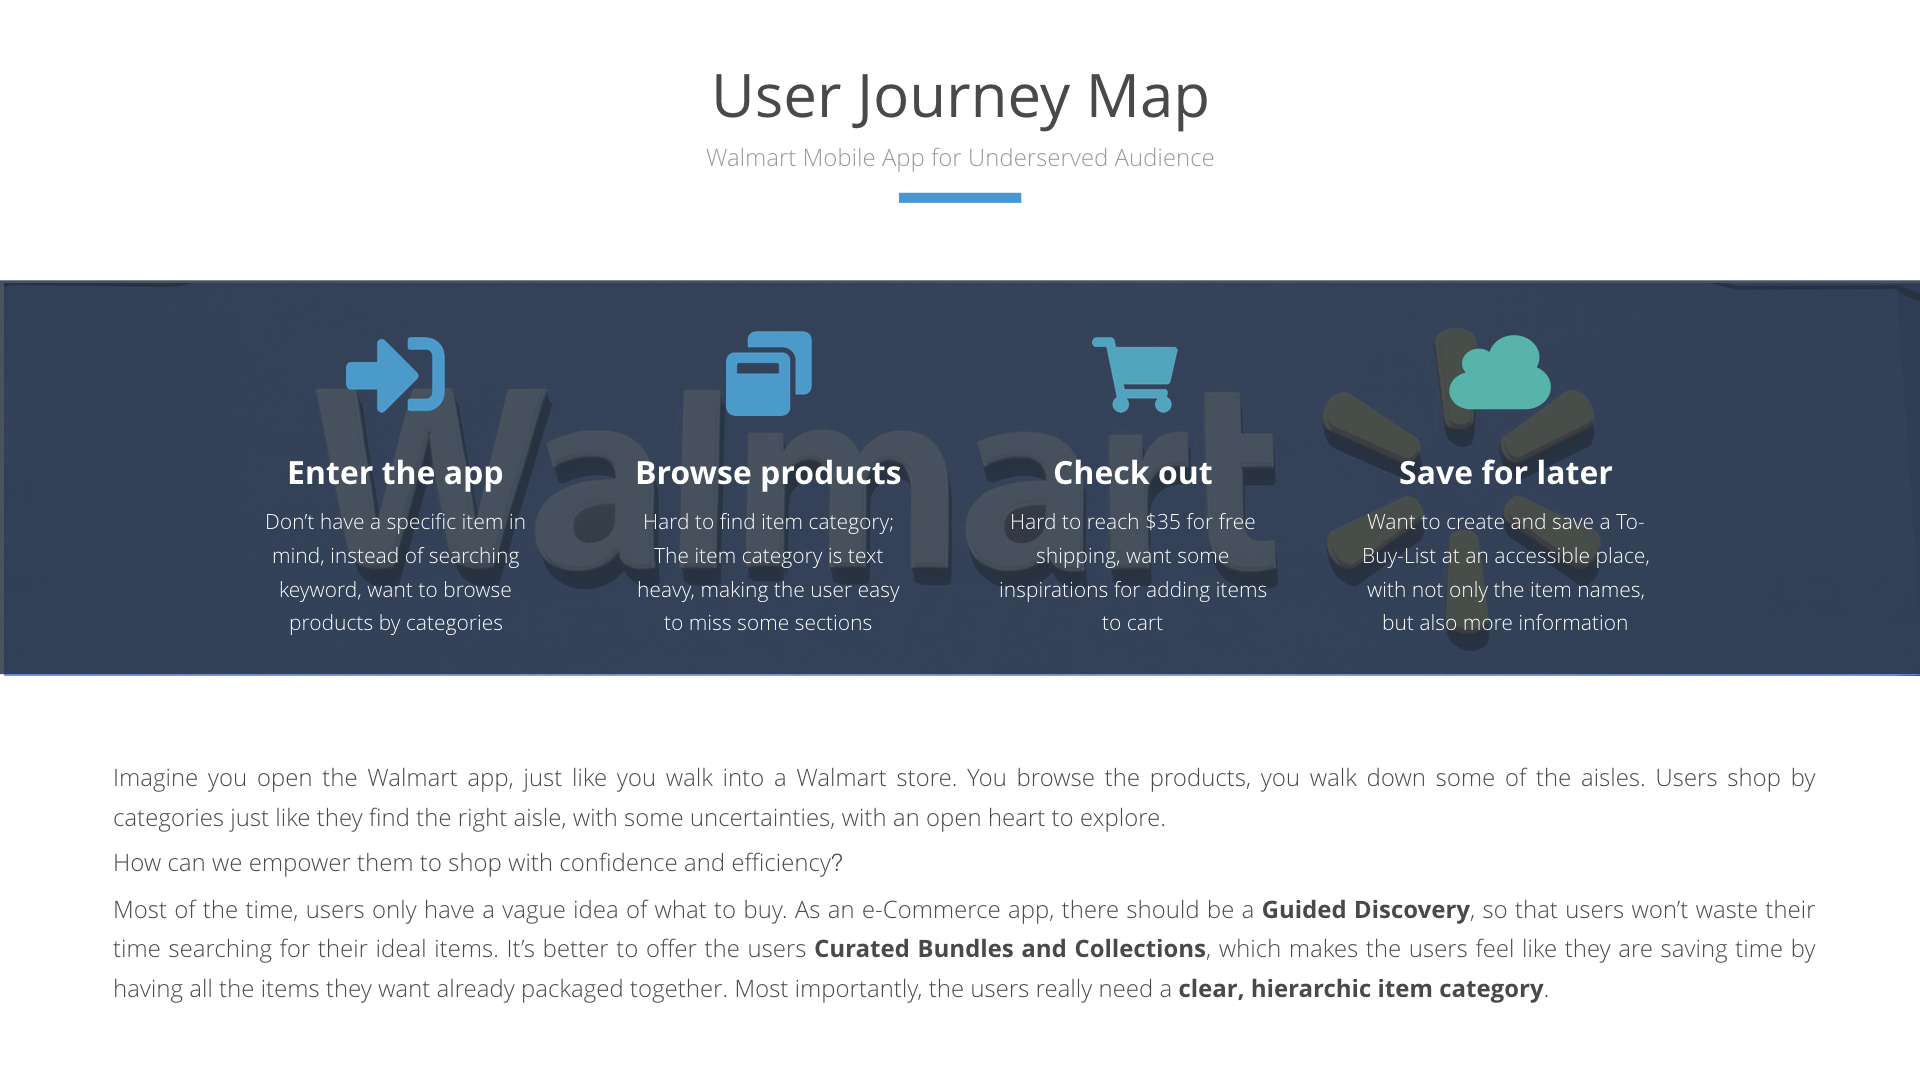 User Journey Map
Walmart Mobile App for Underserved Audience
Walmart
Enter the app
Don’t have a specific item in
mind, instead of searching
keyword, want to browse
products by categories
Browse products
Hard to find item category;
The item category is text
heavy, making the user easy
to miss some sections
Check out
Hard to reach $35 for free
shipping, want some
inspirations for adding items
to cart
Save for later
Want to create and save a To-
Buy-List at an accessible place,
with not only the item names,
but also more information
Imagine you open the Walmart app, just like you walk into a Walmart store. You browse the products, you walk down some of the aisles. Users shop by
categories just like they find the right aisle, with some uncertainties, with an open heart to explore.
How can we empower them to shop with confidence and efficiency?
Most of the time, users only have a vague idea of what to buy. As an e-Commerce app, there should be a Guided Discovery, so that users won’t waste their
time searching for their ideal items. It’s better to offer the users Curated Bundles and Collections, which makes the users feel like they are saving time by
having all the items they want already packaged together. Most importantly, the users really need a clear, hierarchic item category.